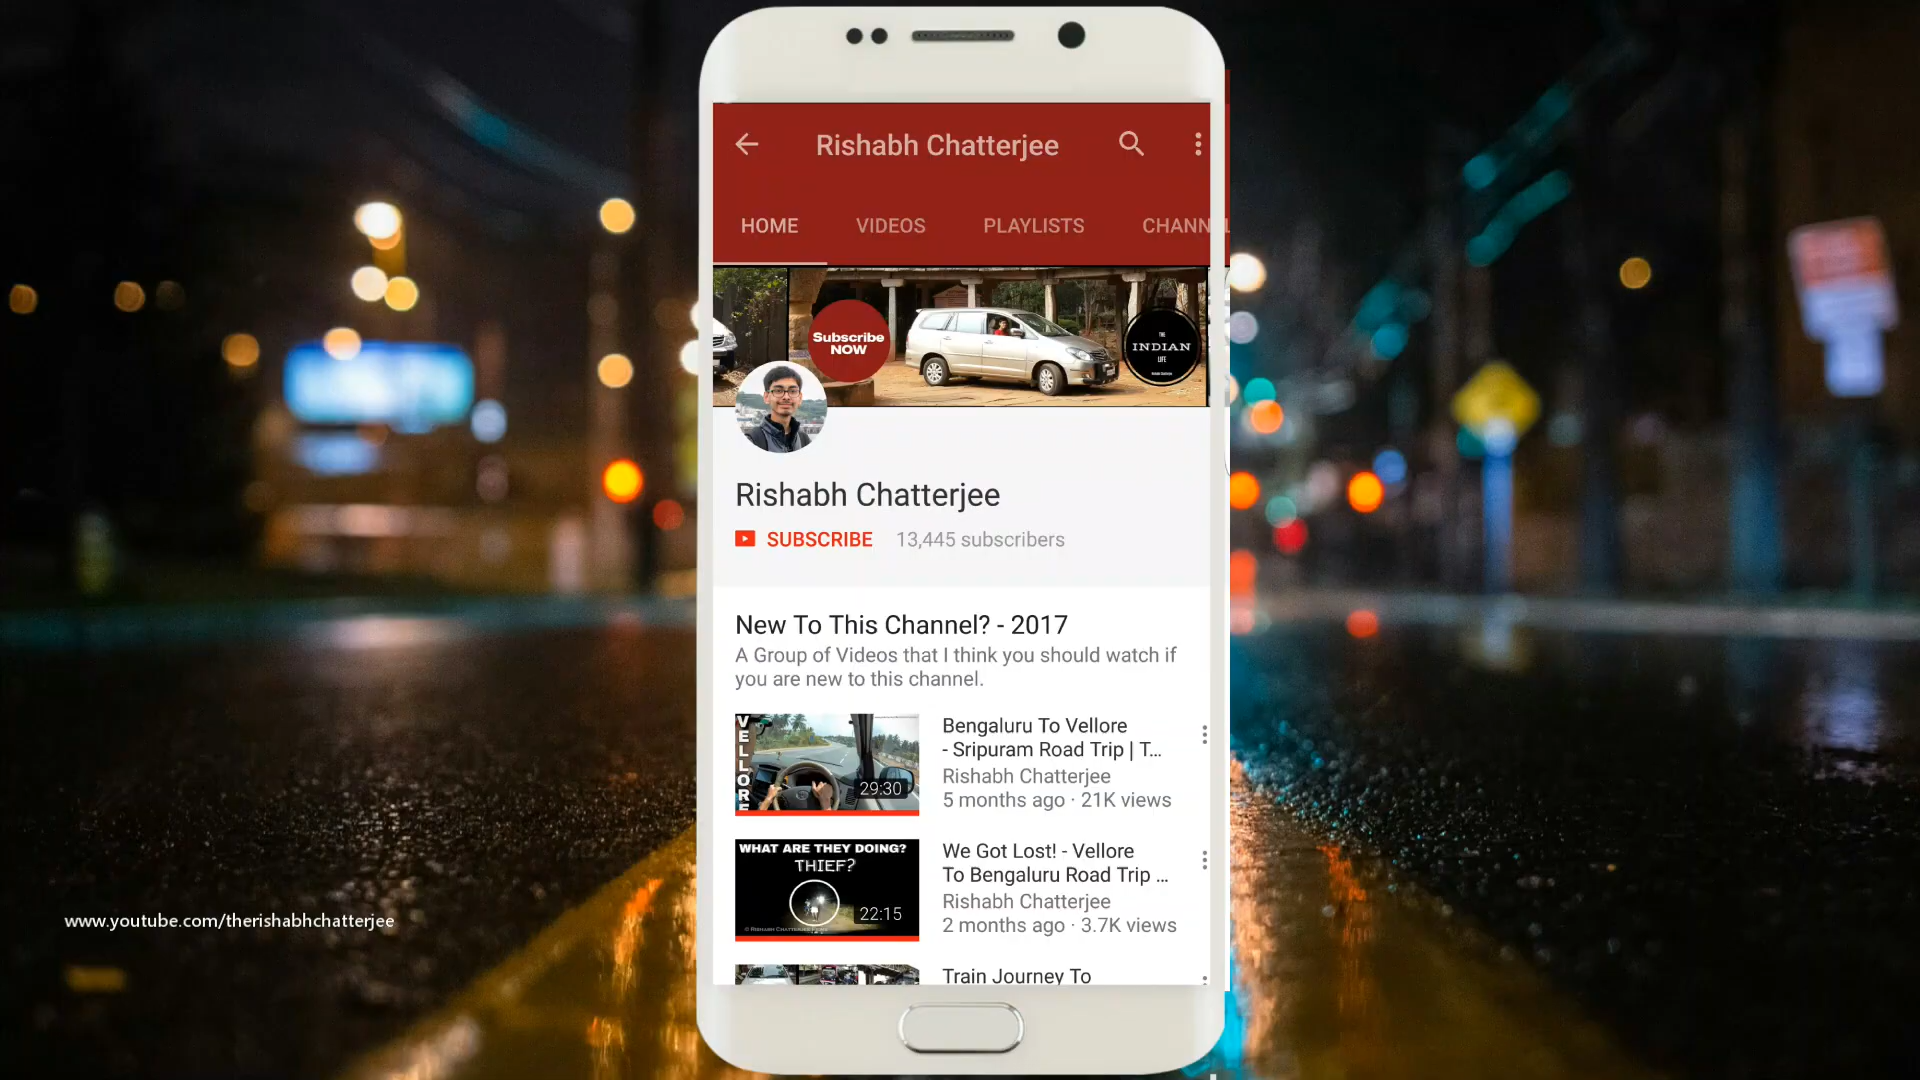 Rishabh Chatterjee
HOME VIDEOS PLAYLISTS CHANNEL
Subscribe
NOW
THE
INDIAN
LIFE
Rishabh Chatterjee
SUBSCRIBE 13,445 subscribers
New To This Channel? - 2017
A Group of Videos that I think you should watch if
you are new to this channel.
VELLORE
29:30
Bengaluru To Vellore
- Sripuram Road Trip | T...
Rishabh Chatterjee
5 months ago · 21K views
WHAT ARE THEY DOING?
THIEF?
22:15
We Got Lost! - Vellore
To Bengaluru Road Trip ...
Rishabh Chatterjee
2 months ago · 3.7K views
Train Journey To
www.youtube.com/therishabhchatterjee